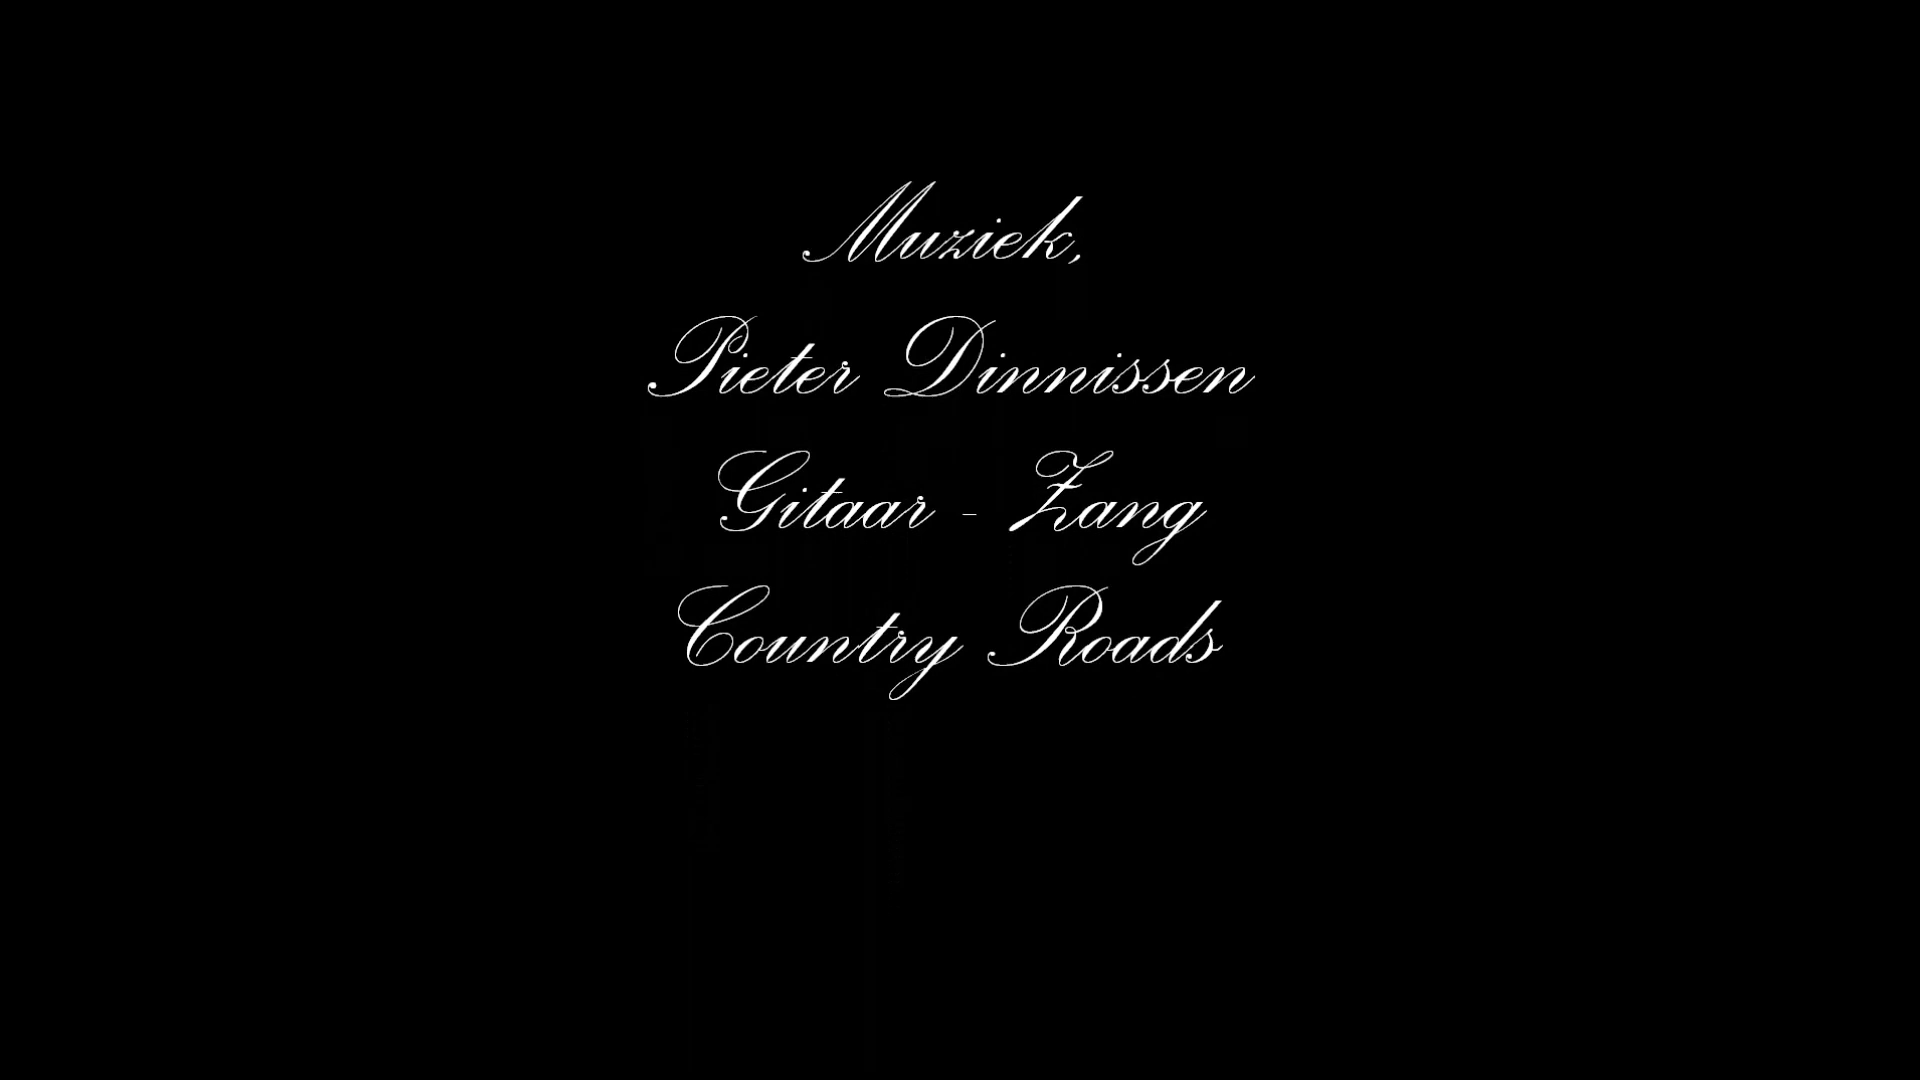 Muziek,
Pieter Dinnissen
Gitaar - Zang
Country Roads